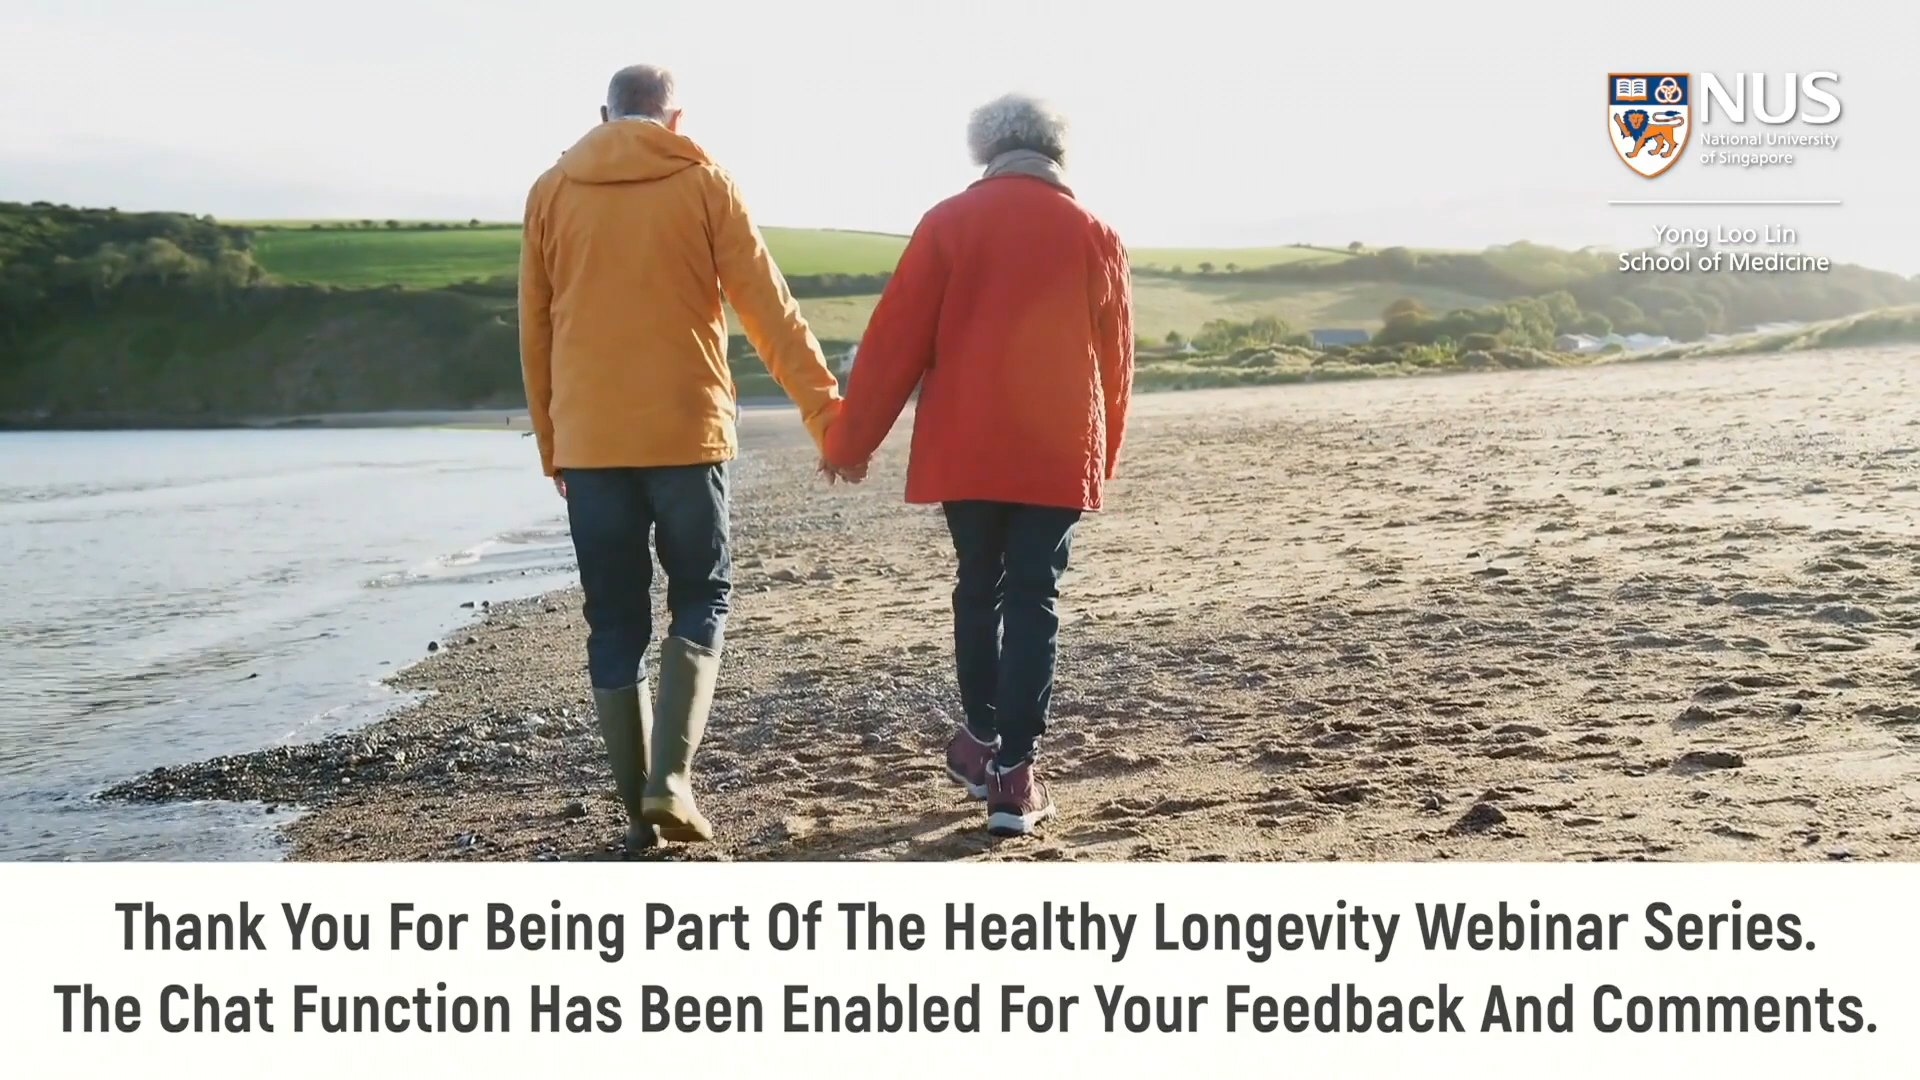 NUS
National University
of Singapore
Yong Loo Lin
School of Medicine
Thank You For Being Part Of The Healthy Longevity Webinar Series.
The Chat Function Has Been Enabled For Your Feedback And Comments.